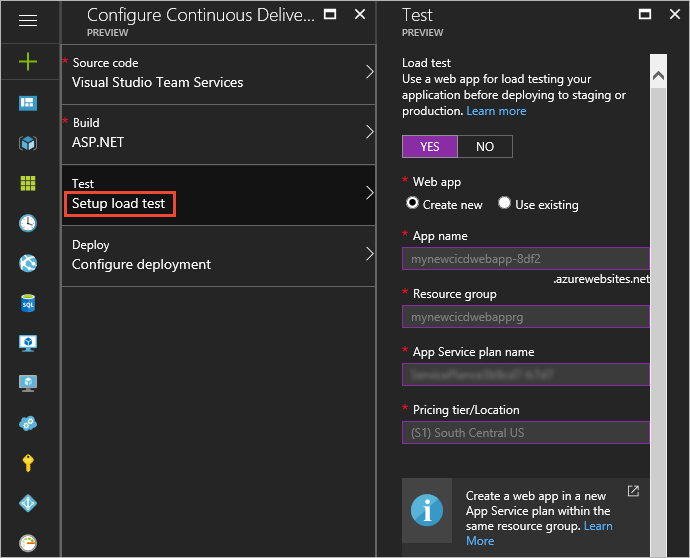 Configure Continuous Delive...
PREVIEW
* Source code
Visual Studio Team Services
* Build
ASP.NET
Test
Setup load test
Deploy
Configure deployment
SQL
Test
PREVIEW
Load test
Use a web app for load testing your
application before deploying to staging or
production. Learn more
YES NO
* Web app
Create new Use existing
* App name
mynewcicdwebapp-8df2
.azurewebsites.net
* Resource group
mynewcicdwebapprg
* App Service plan name
* Pricing tier/Location
(S1) South Central US
Create a web app in a new
App Service plan within the
same resource group. Learn
More